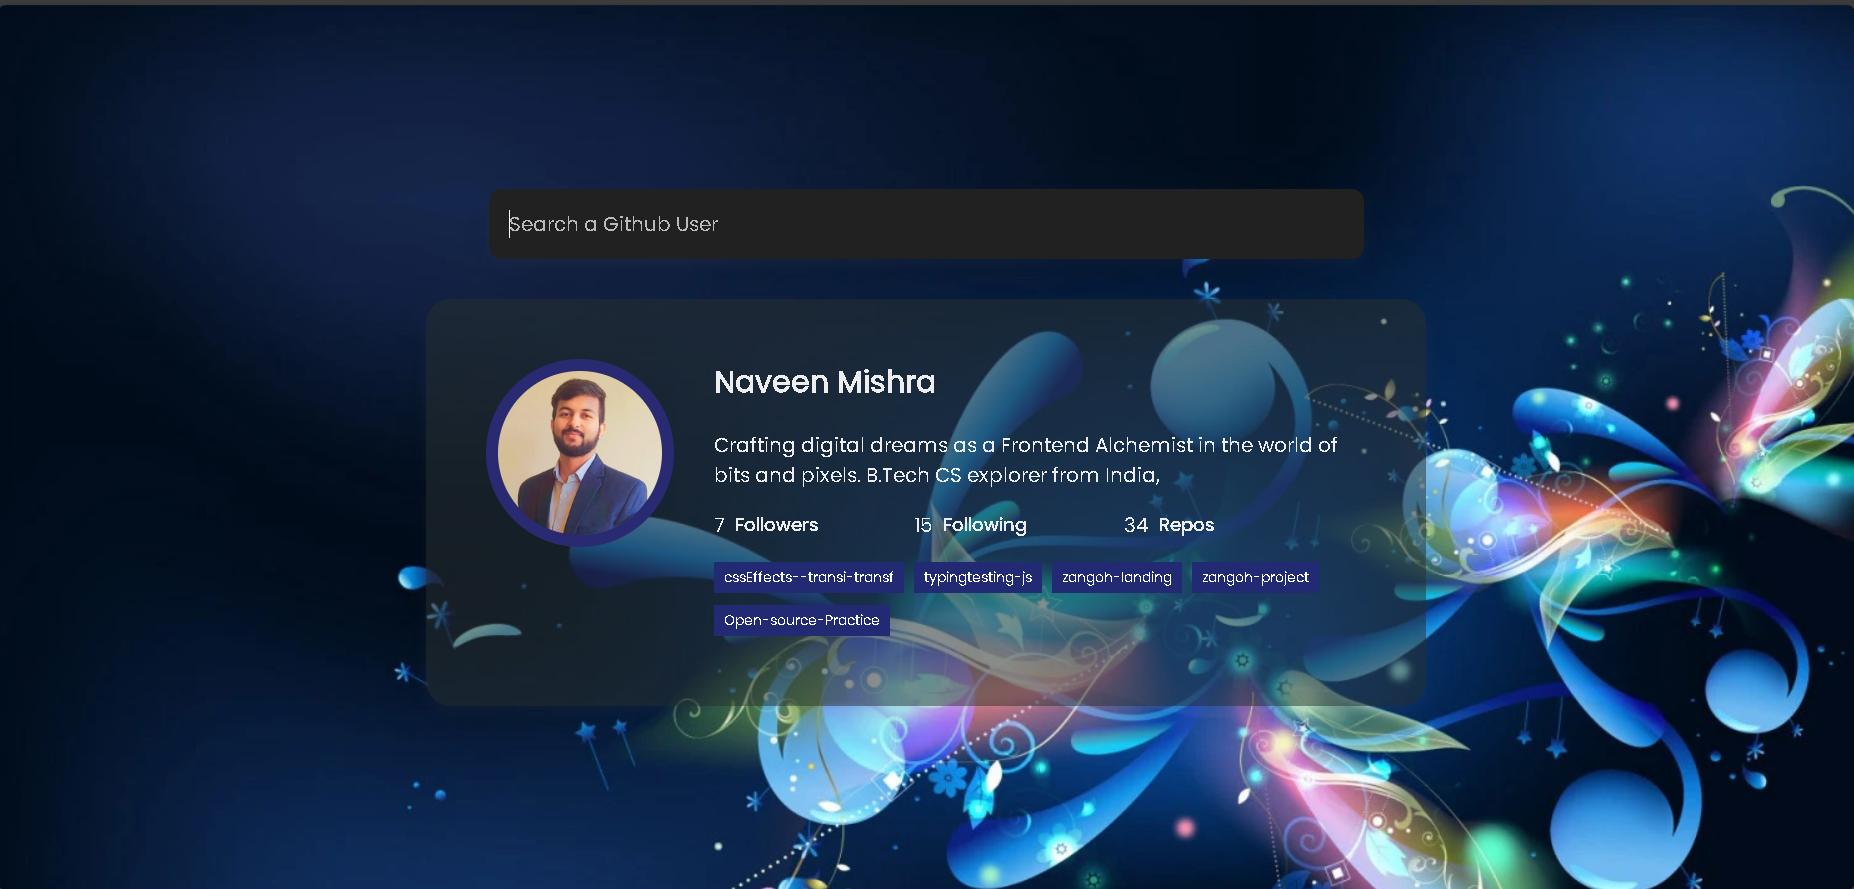 Search a Github User
Naveen Mishra
Crafting digital dreams as a Frontend Alchemist in the world of
bits and pixels. B.Tech CS explorer from India,
7 Followers 15 Following 34 Repos
cssEffects--transi-transf typingtesting-js zangoh-landing zangoh-project
Open-source-Practice